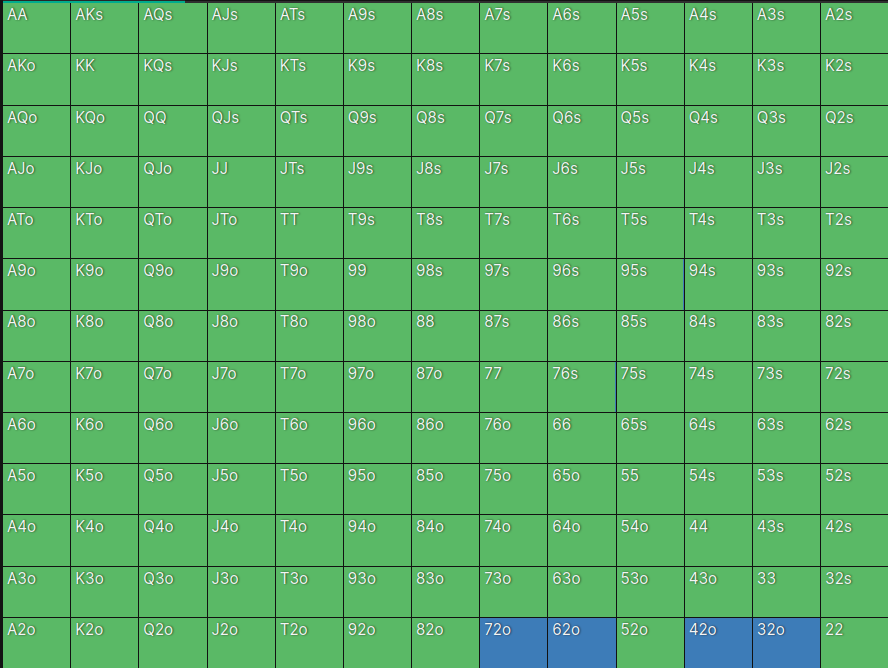 AA AKs AQs AJs ATs A9s A8s A7s A6s A5s A4s A3s A2s
AKo KK KQs KJs KTs K9s K8s K7s K6s K5s K4s K3s K2s
AQo KQo QQ QJs QTs Q9s Q8s Q7s Q6s Q5s Q4s Q3s Q2s
AJo KJo QJo JJ JTs J9s J8s J7s J6s J5s J4s J3s J2s
ATo KTo QTo JTo TT T9s T8s T7s T6s T5s T4s T3s T2s
A9o K9o Q9o J9o T9o 99 98s 97s 96s 95s 94s 93s 92s
A8o K8o Q8o J8o T8o 98o 88 87s 86s 85s 84s 83s 82s
A7o K7o Q7o J7o T7o 97o 87o 77 76s 75s 74s 73s 72s
A6o K6o Q6o J6o T6o 96o 86o 76o 66 65s 64s 63s 62s
A5o K5o Q5o J5o T5o 95o 85o 75o 65o 55 54s 53s 52s
A4o K4o Q4o J4o T4o 94o 84o 74o 64o 54o 44 43s 42s
A3o K3o Q3o J3o T3o 93o 83o 73o 63o 53o 43o 33 32s
A2o K2o Q2o J2o T2o 92o 82o 72o 62o 52o 42o 32o 22